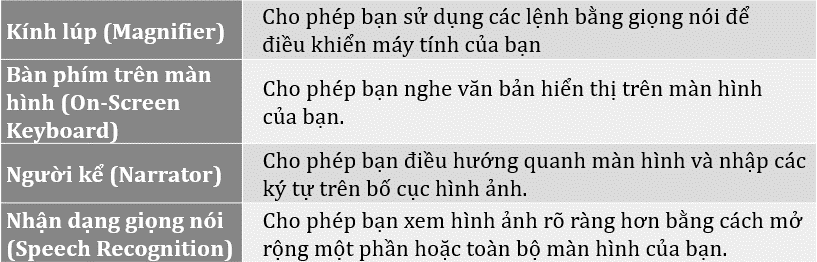 Kính lúp (Magnifier)
Cho phép bạn sử dụng các lệnh bằng giọng nói để
điều khiển máy tính của bạn
Bàn phím trên màn
hình (On-Screen
Keyboard)
Cho phép bạn nghe văn bản hiển thị trên màn hình
của bạn.
Người kể (Narrator)
Cho phép bạn điều hướng quanh màn hình và nhập các
ký tự trên bố cục hình ảnh.
Nhận dạng giọng nói
(Speech Recognition)
Cho phép bạn xem hình ảnh rõ ràng hơn bằng cách mở
rộng một phần hoặc toàn bộ màn hình của bạn.